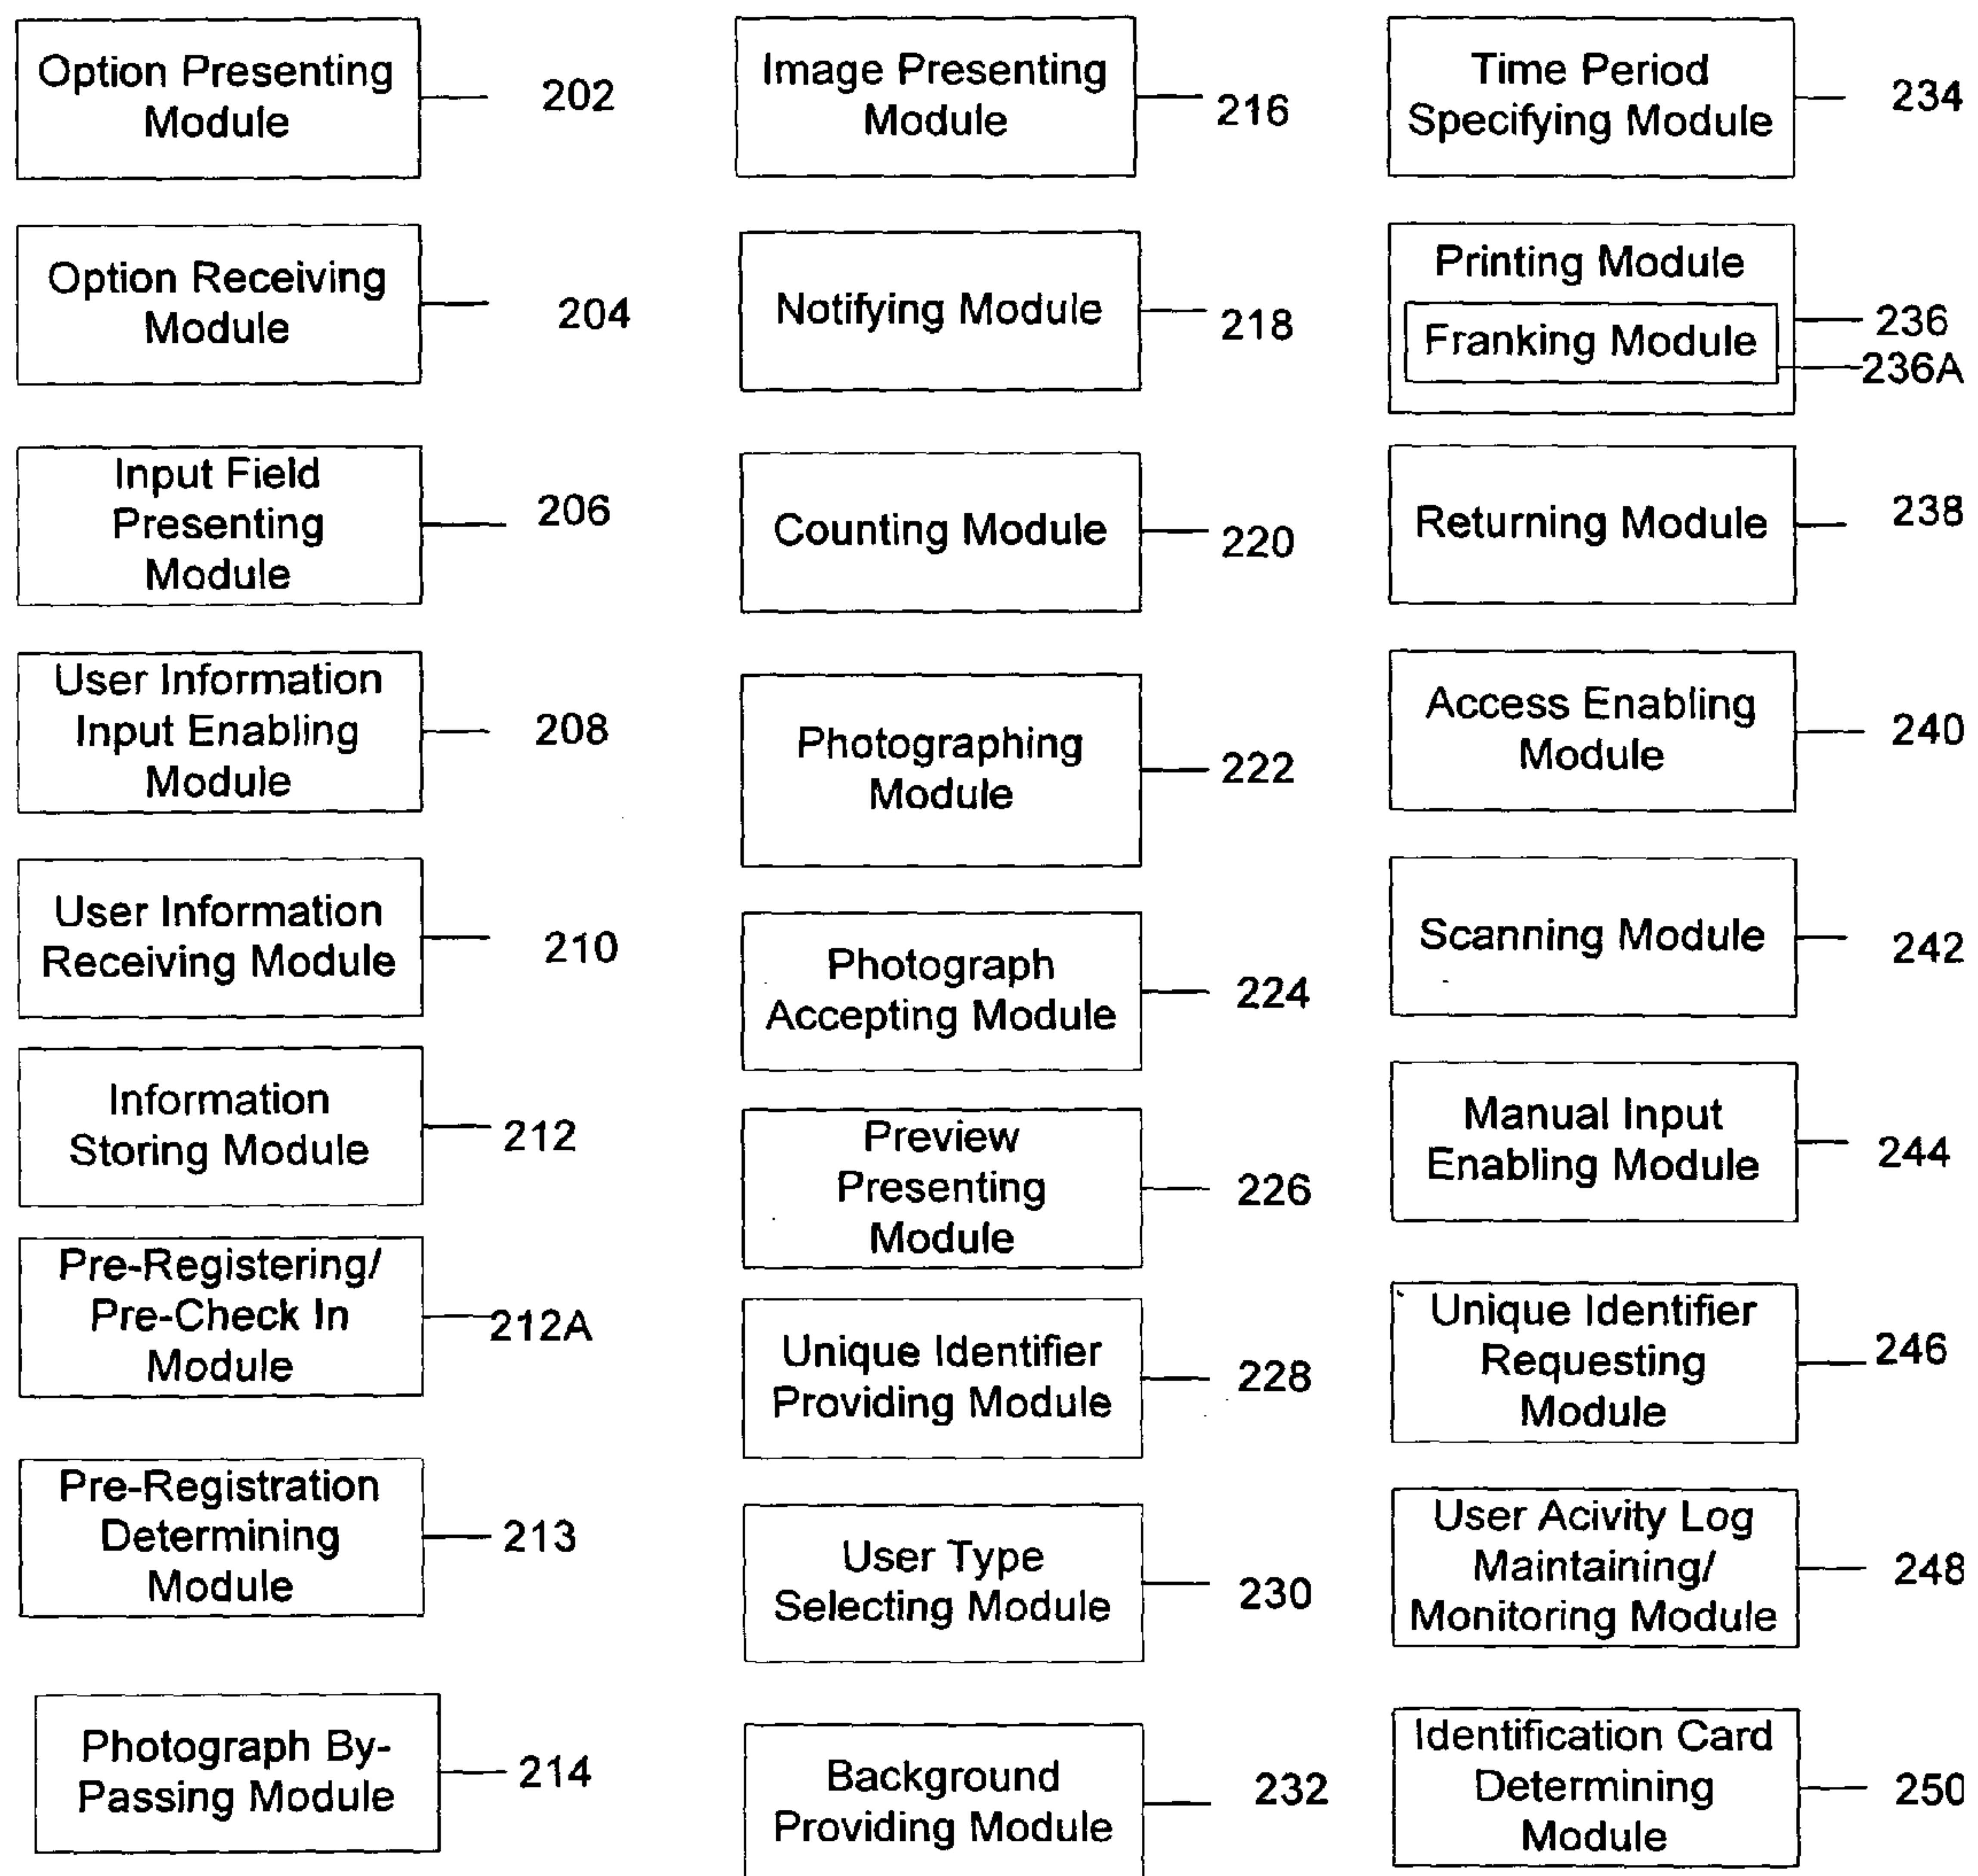 Option Presenting
Module
202
Option Receiving
Module
204
Input Field
Presenting
Module
206
User Information
Input Enabling
Module
208
User Information
Receiving Module
210
Information
Storing Module
212
Pre-Registering/
Pre-Check In
Module
212A
Pre-Registration
Determining
Module
213
Photograph By-
Passing Module
214
Image Presenting
Module
216
Notifying Module
218
Counting Module
220
Photographing
Module
222
Photograph
Accepting Module
224
Preview
Presenting
Module
226
Unique Identifier
Providing Module
228
User Type
Selecting Module
230
Background
Providing Module
232
Time Period
Specifying Module
234
Printing Module
236
Franking Module
236A
Returning Module
238
Access Enabling
Module
240
Scanning Module
242
Manual Input
Enabling Module
244
Unique Identifier
Requesting
Module
246
User Acivity Log
Maintaining/
Monitoring Module
248
Identification Card
Determining
Module
250